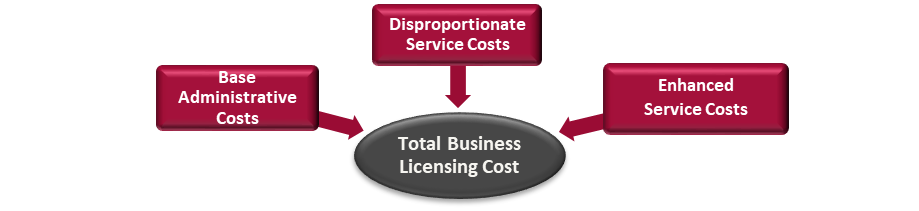 Disproportionate
Service Costs
Base
Administrative
Costs
Enhanced
Service Costs
Total Business
Licensing Cost